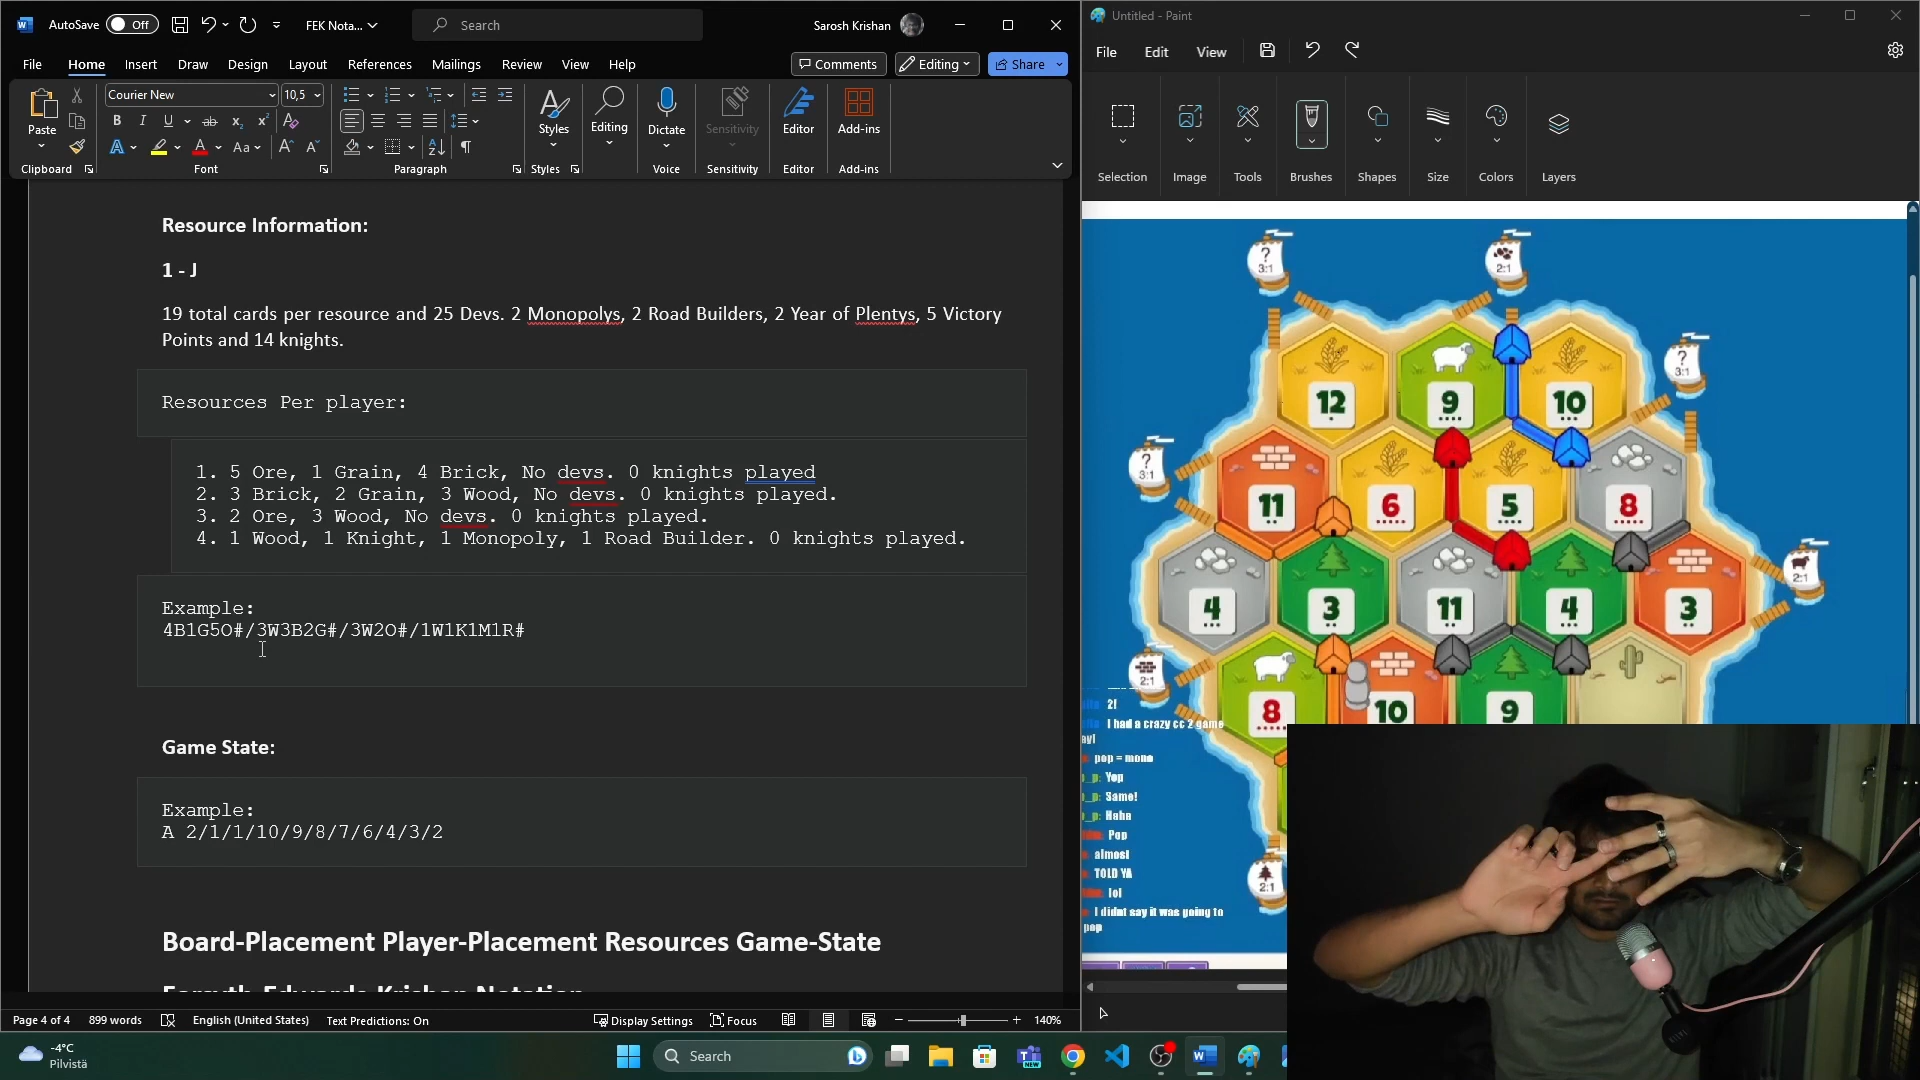 AutoSave Off FEK Nota... Search Sarosh Krishan
File Home Insert Draw Design Layout References Mailings Review View Help Comments Editing Share
Courier New 10,5
Paste Styles Editing Dictate Sensitivity Editor Add-ins
Clipboard Font Paragraph Styles Voice Sensitivity Editor Add-ins
Resource Information:
1 - J
19 total cards per resource and 25 Devs. 2 Monopolys, 2 Road Builders, 2 Year of Plentys, 5 Victory
Points and 14 knights.
Resources Per player:
1. 5 Ore, 1 Grain, 4 Brick, No devs. 0 knights played
2. 3 Brick, 2 Grain, 3 Wood, No devs. 0 knights played.
3. 2 Ore, 3 Wood, No devs. 0 knights played.
4. 1 Wood, 1 Knight, 1 Monopoly, 1 Road Builder. 0 knights played.
Example:
4B1G5O#/3W3B2G#/3W2O#/1W1K1M1R#
Game State:
Example:
A 2/1/1/10/9/8/7/6/4/3/2
Board-Placement Player-Placement Resources Game-State
Forsyth-Edwards-Krishan Notation
Page 4 of 4 899 words English (United States) Text Predictions: On Display Settings Focus 140%
Untitled - Paint
File Edit View
Selection Image Tools Brushes Shapes Size Colors Layers
? 3:1
2:1
? 3:1
12 9 10
? 3:1
11 6 5 8
2:1
4 3 11 4 3
2:1
8 10 9
2!
I had a crazy cc 2 game
ay!
pop = mono
_p: Yep
_p: Same!
_p: Haha
Pop
almost
TOLD YA
lol
I didnt say it was going to
pop
2:1
-4°C
Pilvistä
Search